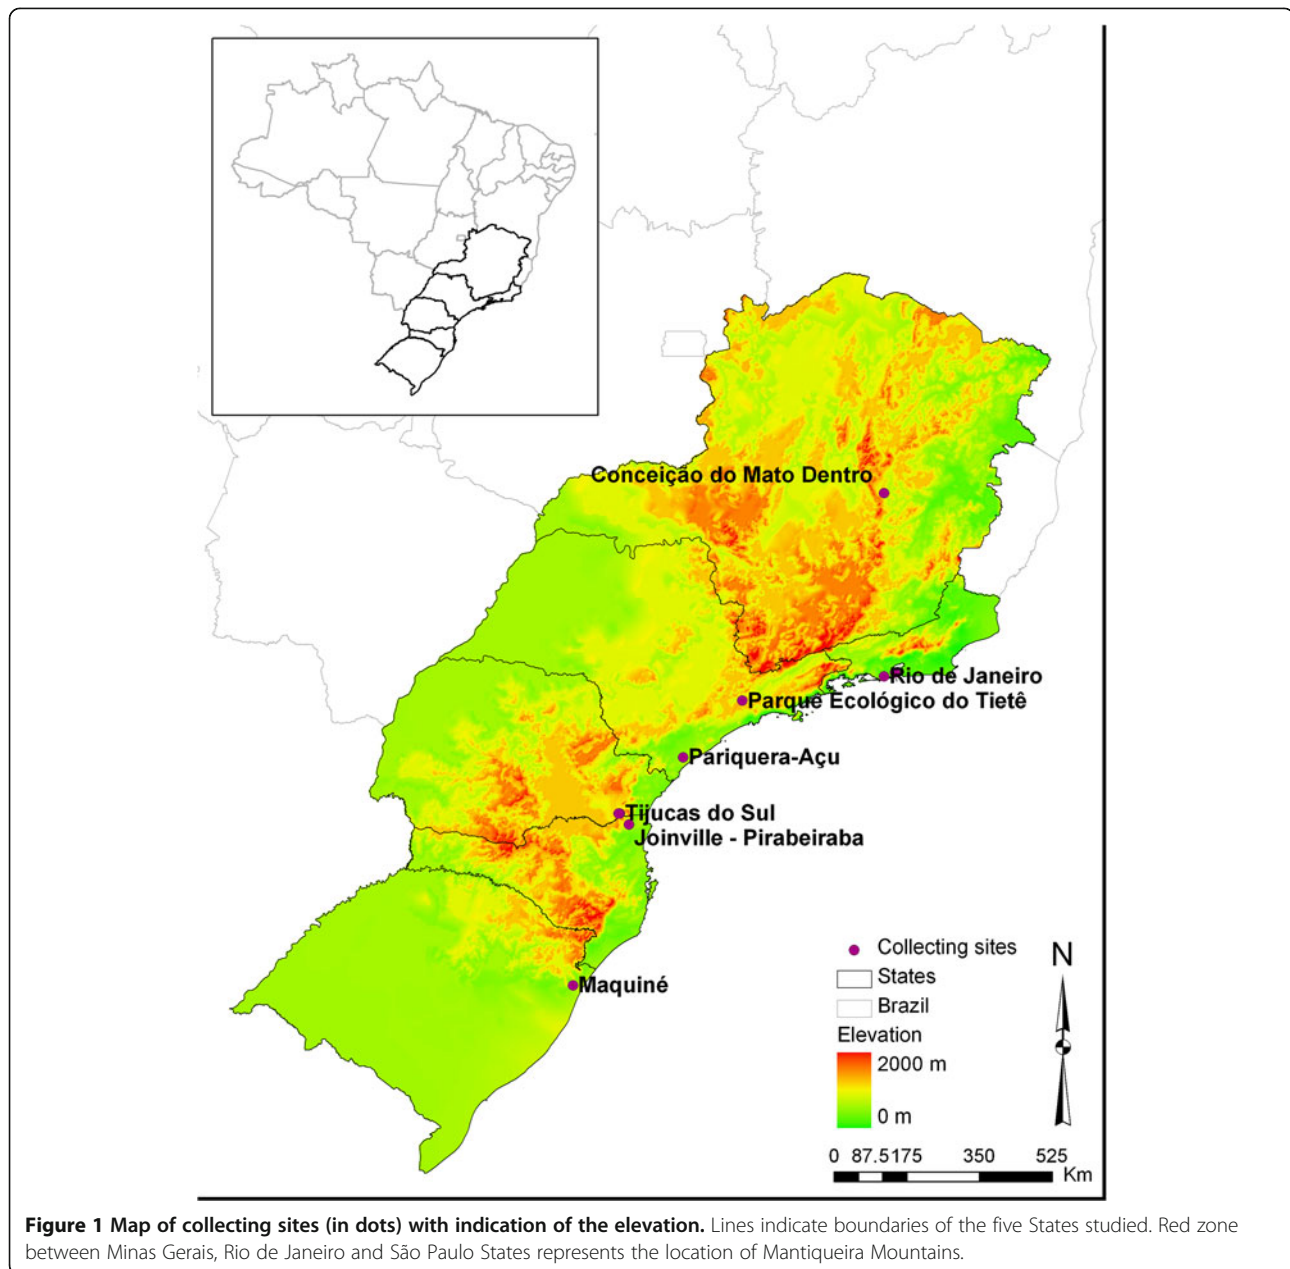 Conceição do Mato Dentro
Rio de Janeiro
Parque Ecológico do Tietê
Pariquera-Açu
Tijucas do Sul
Joinville - Pirabeiraba
Maquiné
Collecting sites
States
Brazil
Elevation
2000 m
0 m
N
0 87.5 175 350 525
Km
Figure 1 Map of collecting sites (in dots) with indication of the elevation. Lines indicate boundaries of the five States studied. Red zone
between Minas Gerais, Rio de Janeiro and São Paulo States represents the location of Mantiqueira Mountains.